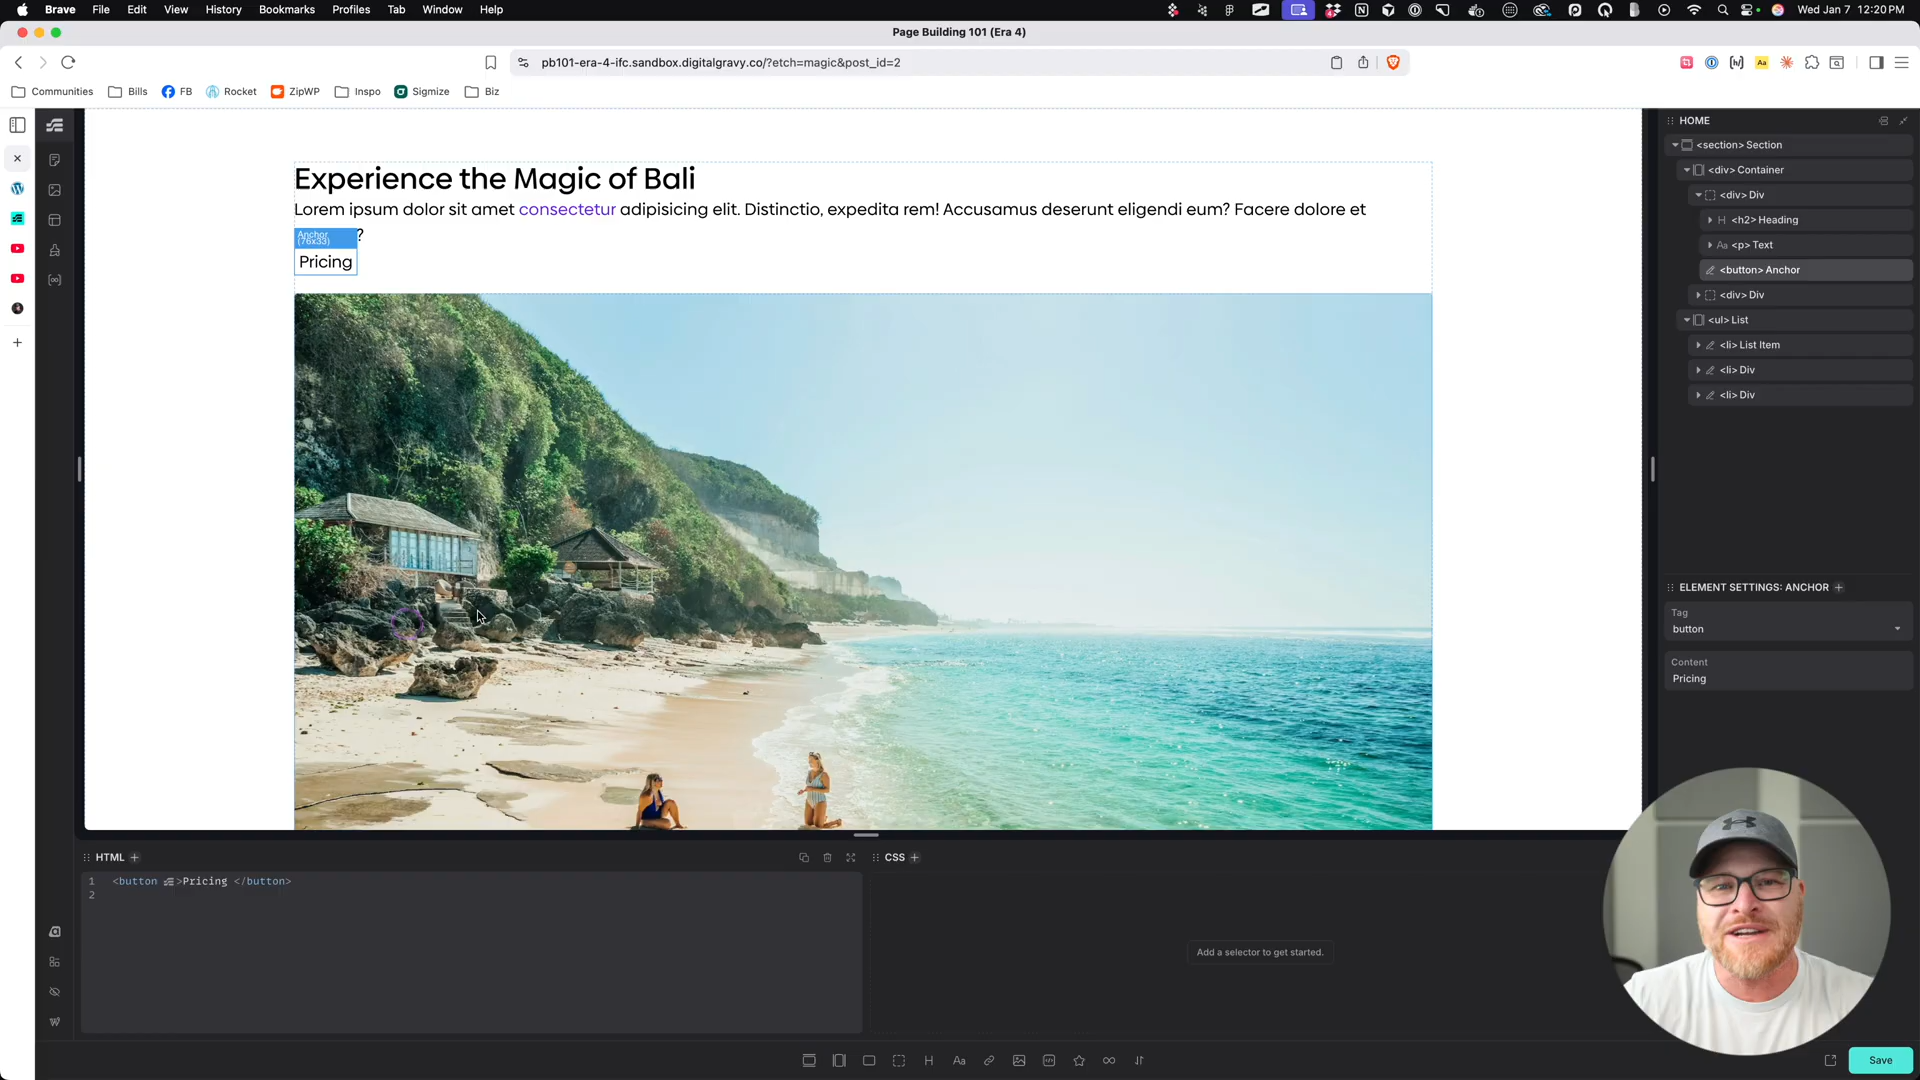 Brave File Edit View History Bookmarks Profiles Tab Window Help
Wed Jan 7 12:20 PM
Page Building 101 (Era 4)
pb101-era-4-ifc.sandbox.digitalgravy.co/?etch=magic&post_id=2
Communities Bills FB Rocket ZipWP Inspo Sigmize Biz
Experience the Magic of Bali
Lorem ipsum dolor sit amet consectetur adipisicing elit. Distinctio, expedita rem! Accusamus deserunt eligendi eum? Facere dolore et
?
Anchor
(76x33)
Pricing
HOME
<section> Section
<div> Container
<div> Div
H <h2> Heading
Aa <p> Text
<button> Anchor
<div> Div
<ul> List
<li> List Item
<li> Div
<li> Div
ELEMENT SETTINGS: ANCHOR +
Tag
button
Content
Pricing
HTML +
1 <button >Pricing </button>
2
CSS +
Add a selector to get started.
H Aa
Save